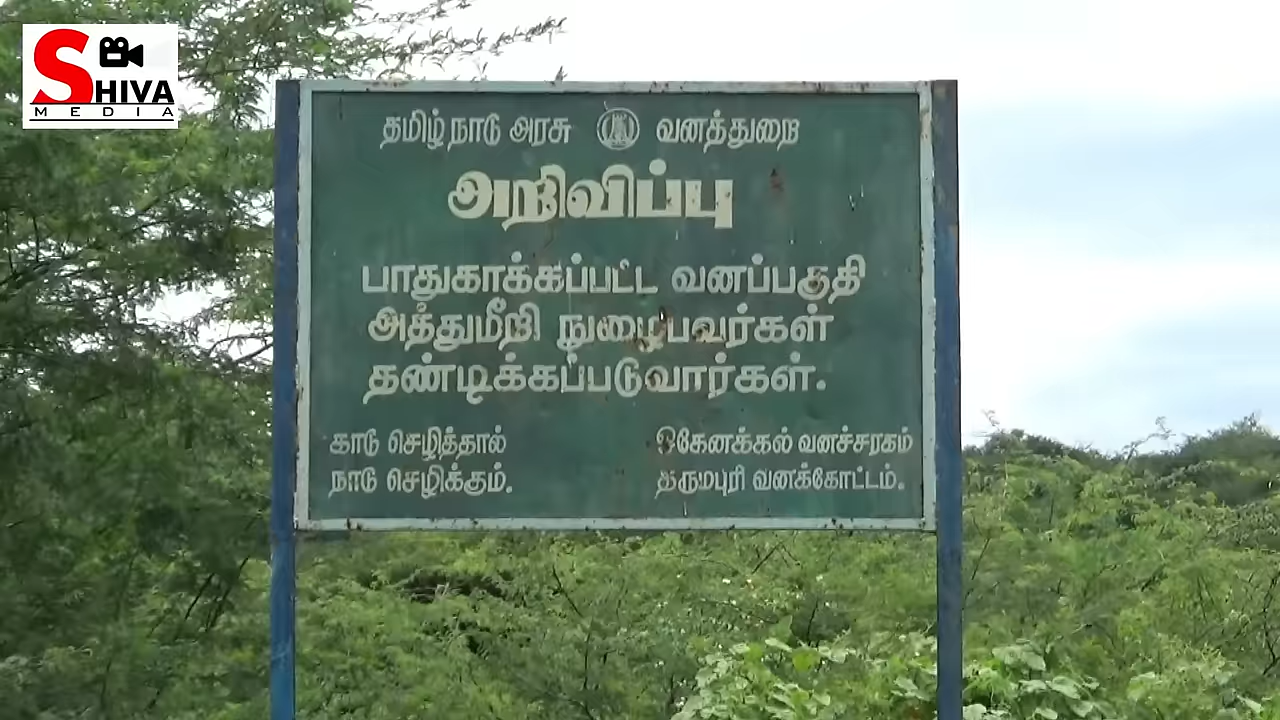 SHIVA
MEDIA
தமிழ்நாடு அரசு வனத்துறை
அறிவிப்பு
பாதுகாக்கப்பட்ட வனப்பகுதி
அத்துமீறி நுழைபவர்கள்
தண்டிக்கப்படுவார்கள்.
காடு செழித்தால்
நாடு செழிக்கும்.
ஒகேனக்கல் வனச்சரகம்
தருமபுரி வனக்கோட்டம்.